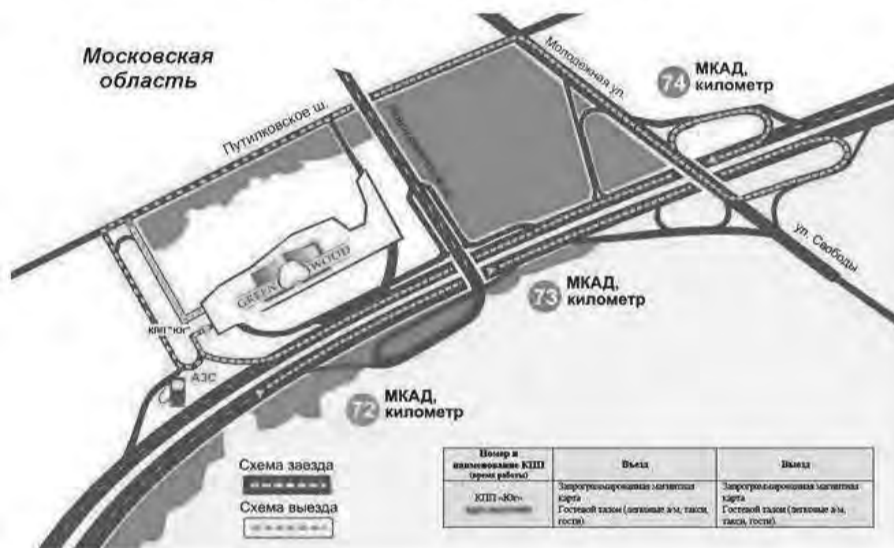 Московская
область
Молодежная ул.
74
МКАД,
километр
Путилковское ш.
ул. Свободы
GREEN WOOD
73
МКАД,
километр
КПП "Юг"
АЗС
72
МКАД,
километр
Схема заезда
Схема выезда
Номер и
наименование КПП
(время работы)
Въезд
Выезд
КПП «Юг»
Запрограммированная магнитная
карта
Гостевой талон (легковые а/м, такси,
гости).
Запрограммированная магнитная
карта
Гостевой талон (легковые а/м,
такси, гости).